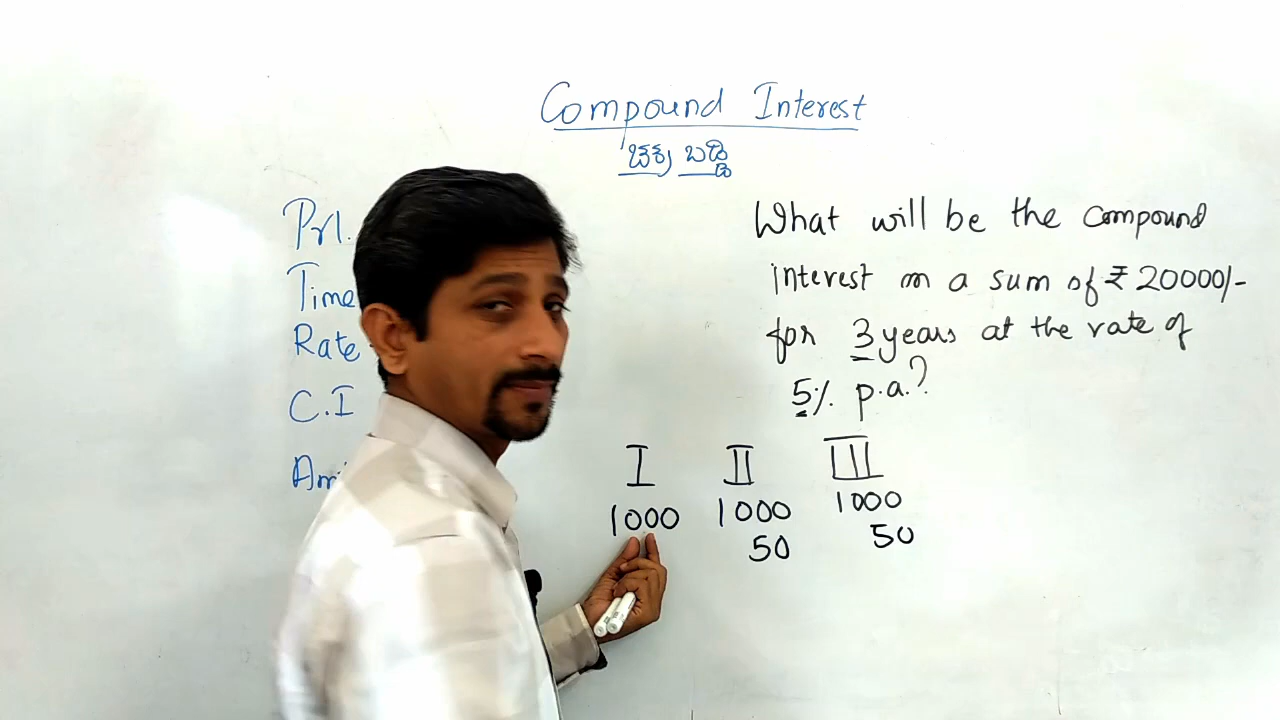 Compound Interest
ಚಕ್ರ ಬಡ್ಡಿ
Prl.
Time
Rate
C.I
What will be the compound
interest on a sum of ₹ 20000/-
for 3 years at the rate of
5% p.a.?
I II III
1000 1000 1000
50 50